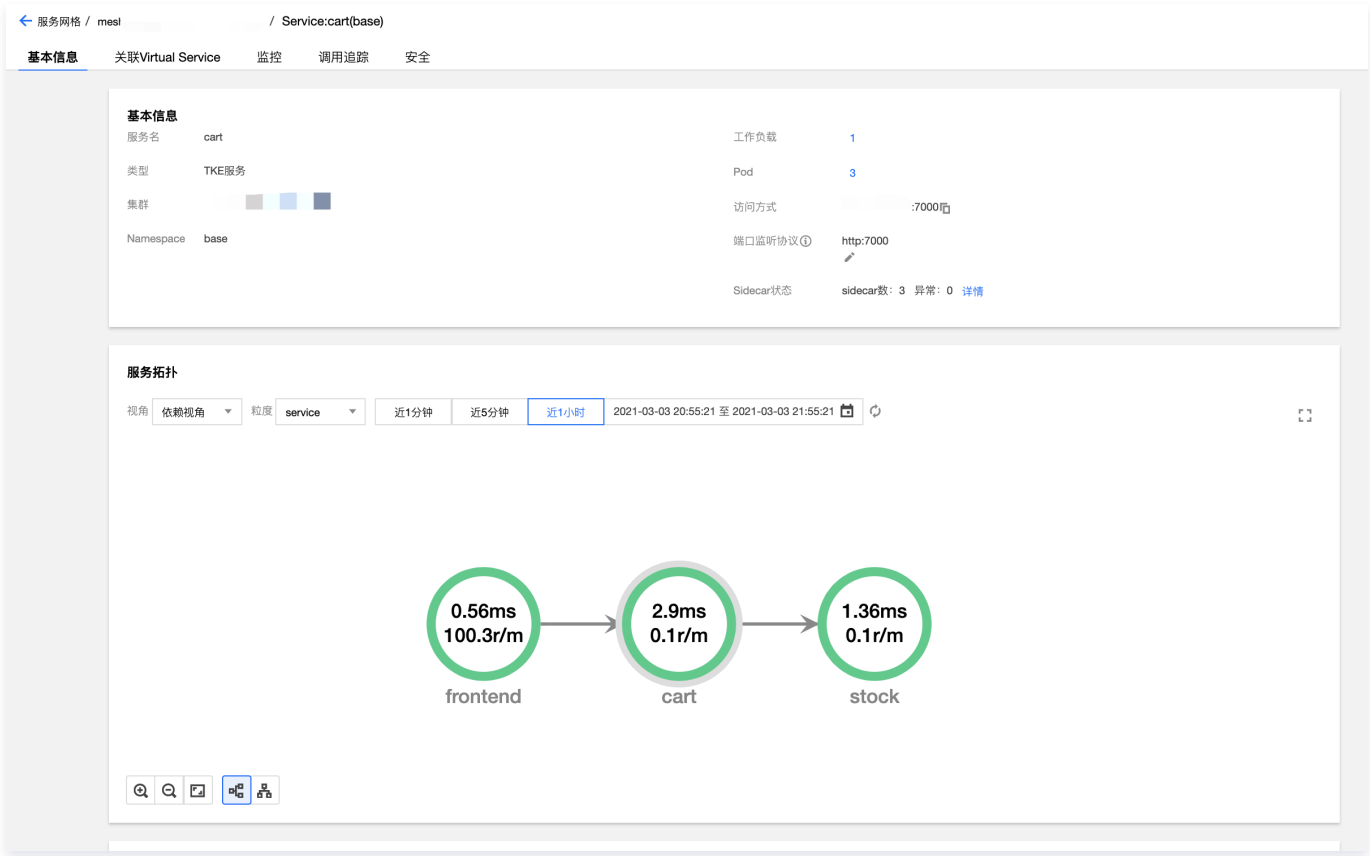 服务网格 / mesh / Service:cart(base)
基本信息 关联Virtual Service 监控 调用追踪 安全
基本信息
服务名 cart
类型 TKE服务
集群
Namespace base
工作负载 1
Pod 3
访问方式 :7000
端口监听协议 http:7000
Sidecar状态 sidecar数：3 异常：0 详情
服务拓扑
视角 依赖视角 粒度 service 近1分钟 近5分钟 近1小时 2021-03-03 20:55:21 至 2021-03-03 21:55:21
0.56ms 2.9ms 1.36ms
100.3r/m 0.1r/m 0.1r/m
frontend cart stock